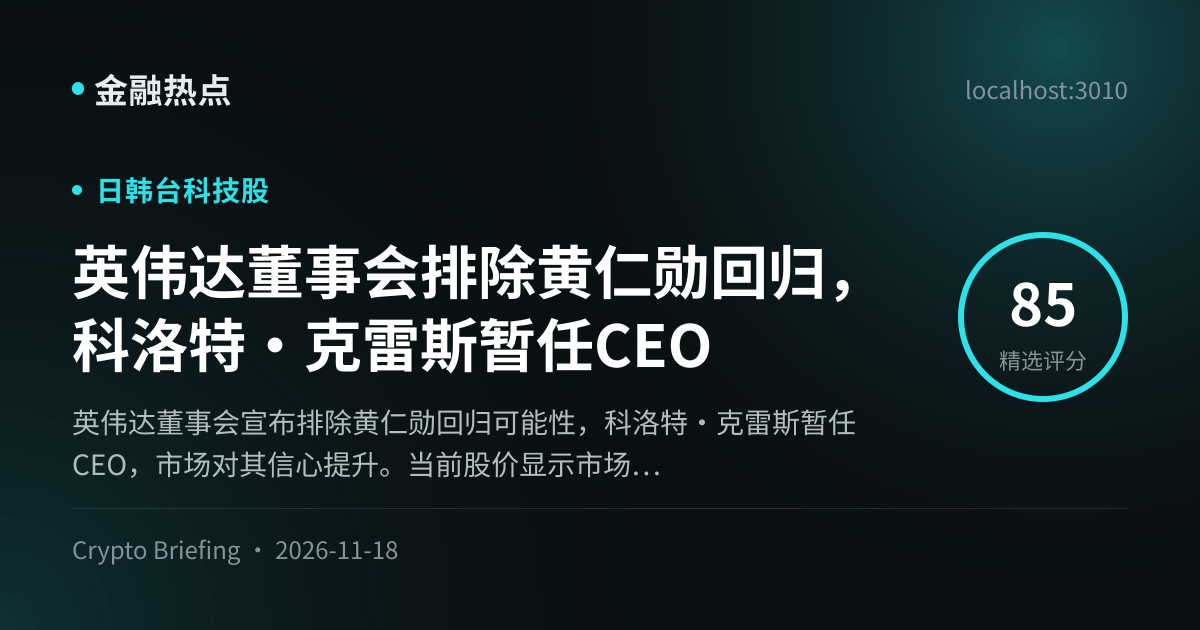 金融热点
localhost:3010
日韩台科技股
英伟达董事会排除黄仁勋回归，
科洛特·克雷斯暂任CEO
85
精选评分
英伟达董事会宣布排除黄仁勋回归可能性，科洛特·克雷斯暂任
CEO，市场对其信心提升。当前股价显示市场…
Crypto Briefing · 2026-11-18